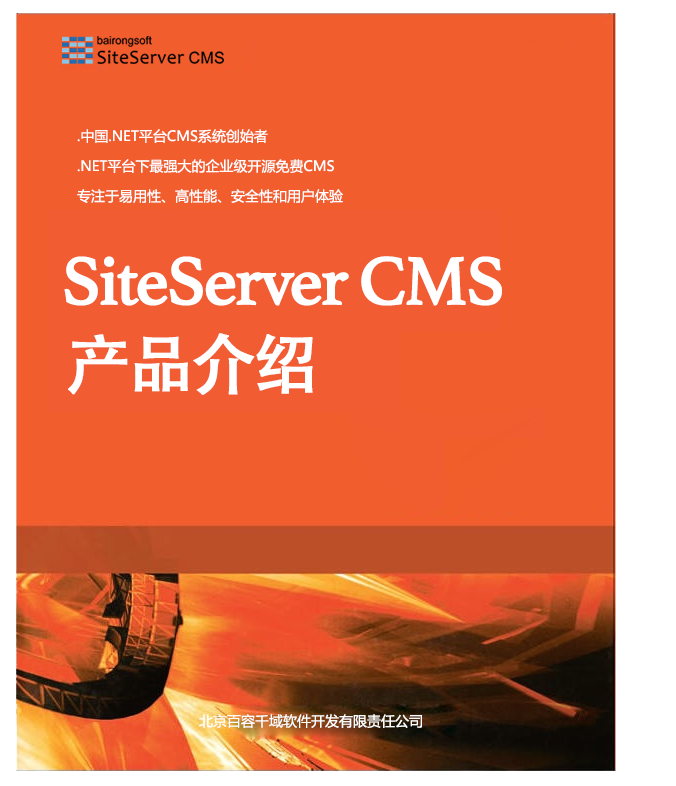 bairongsoft
SiteServer CMS
.中国.NET平台CMS系统创始者
.NET平台下最强大的企业级开源免费CMS
专注于易用性、高性能、安全性和用户体验
SiteServer CMS
产品介绍
北京百容千域软件开发有限责任公司